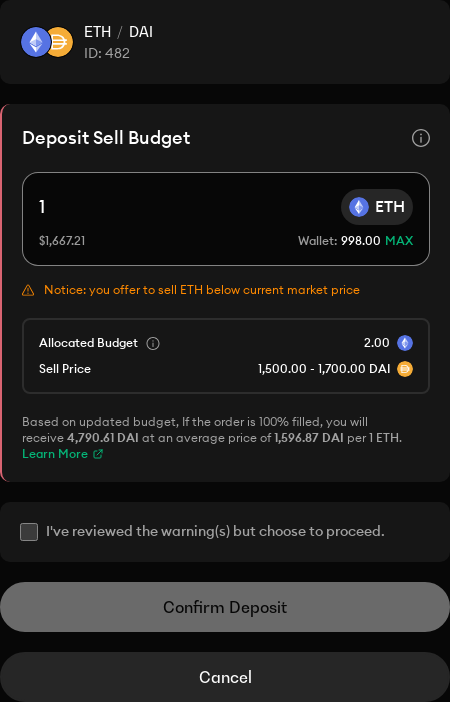 ETH / DAI
ID: 482
Deposit Sell Budget
1
ETH
$1,667.21
Wallet: 998.00 MAX
Notice: you offer to sell ETH below current market price
Allocated Budget
2.00
Sell Price
1,500.00 - 1,700.00 DAI
Based on updated budget, If the order is 100% filled, you will
receive 4,790.61 DAI at an average price of 1,596.87 DAI per 1 ETH.
Learn More
I've reviewed the warning(s) but choose to proceed.
Confirm Deposit
Cancel